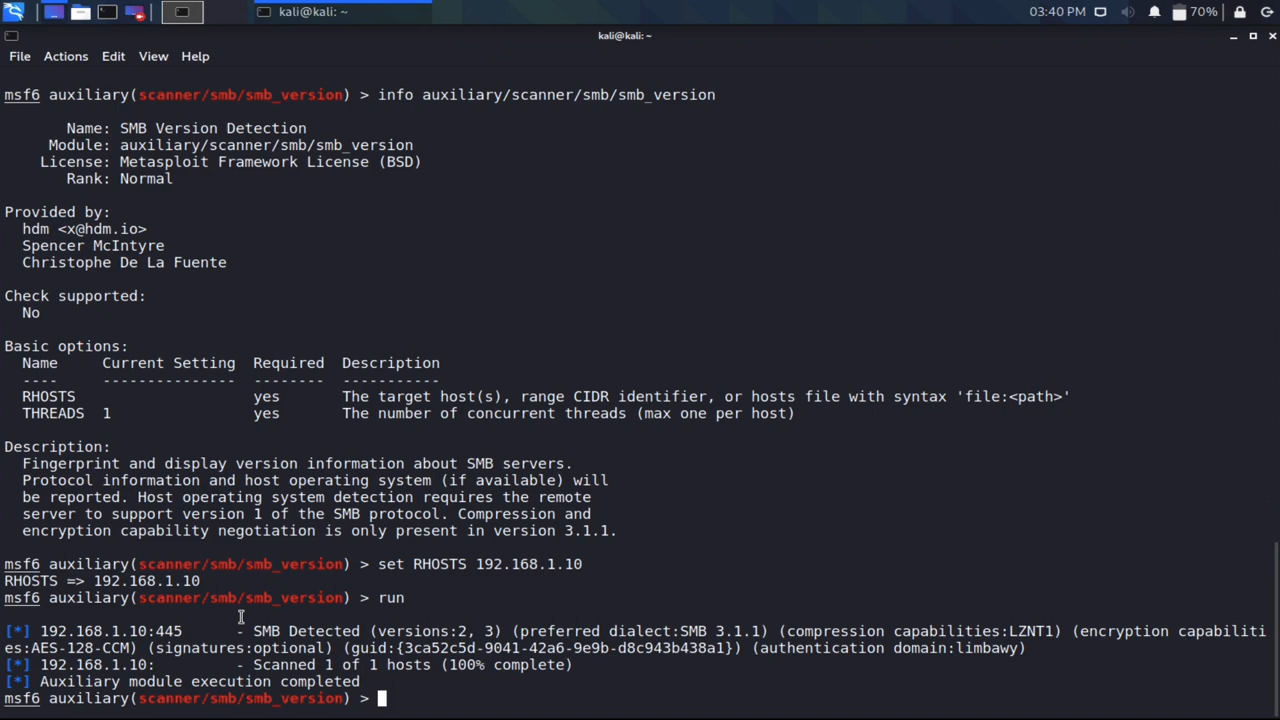 kali@kali: ~
03:40 PM
70%
kali@kali: ~
File Actions Edit View Help
msf6 auxiliary(scanner/smb/smb_version) > info auxiliary/scanner/smb/smb_version
Name: SMB Version Detection
Module: auxiliary/scanner/smb/smb_version
License: Metasploit Framework License (BSD)
Rank: Normal
Provided by:
hdm <x@hdm.io>
Spencer McIntyre
Christophe De La Fuente
Check supported:
No
Basic options:
Name Current Setting Required Description
---- --------------- -------- -----------
RHOSTS yes The target host(s), range CIDR identifier, or hosts file with syntax 'file:<path>'
THREADS 1 yes The number of concurrent threads (max one per host)
Description:
Fingerprint and display version information about SMB servers.
Protocol information and host operating system (if available) will
be reported. Host operating system detection requires the remote
server to support version 1 of the SMB protocol. Compression and
encryption capability negotiation is only present in version 3.1.1.
msf6 auxiliary(scanner/smb/smb_version) > set RHOSTS 192.168.1.10
RHOSTS => 192.168.1.10
msf6 auxiliary(scanner/smb/smb_version) > run
[*] 192.168.1.10:445 - SMB Detected (versions:2, 3) (preferred dialect:SMB 3.1.1) (compression capabilities:LZNT1) (encryption capabiliti
es:AES-128-CCM) (signatures:optional) (guid:{3ca52c5d-9041-42a6-9e9b-d8c943b438a1}) (authentication domain:limbawy)
[*] 192.168.1.10: - Scanned 1 of 1 hosts (100% complete)
[*] Auxiliary module execution completed
msf6 auxiliary(scanner/smb/smb_version) >